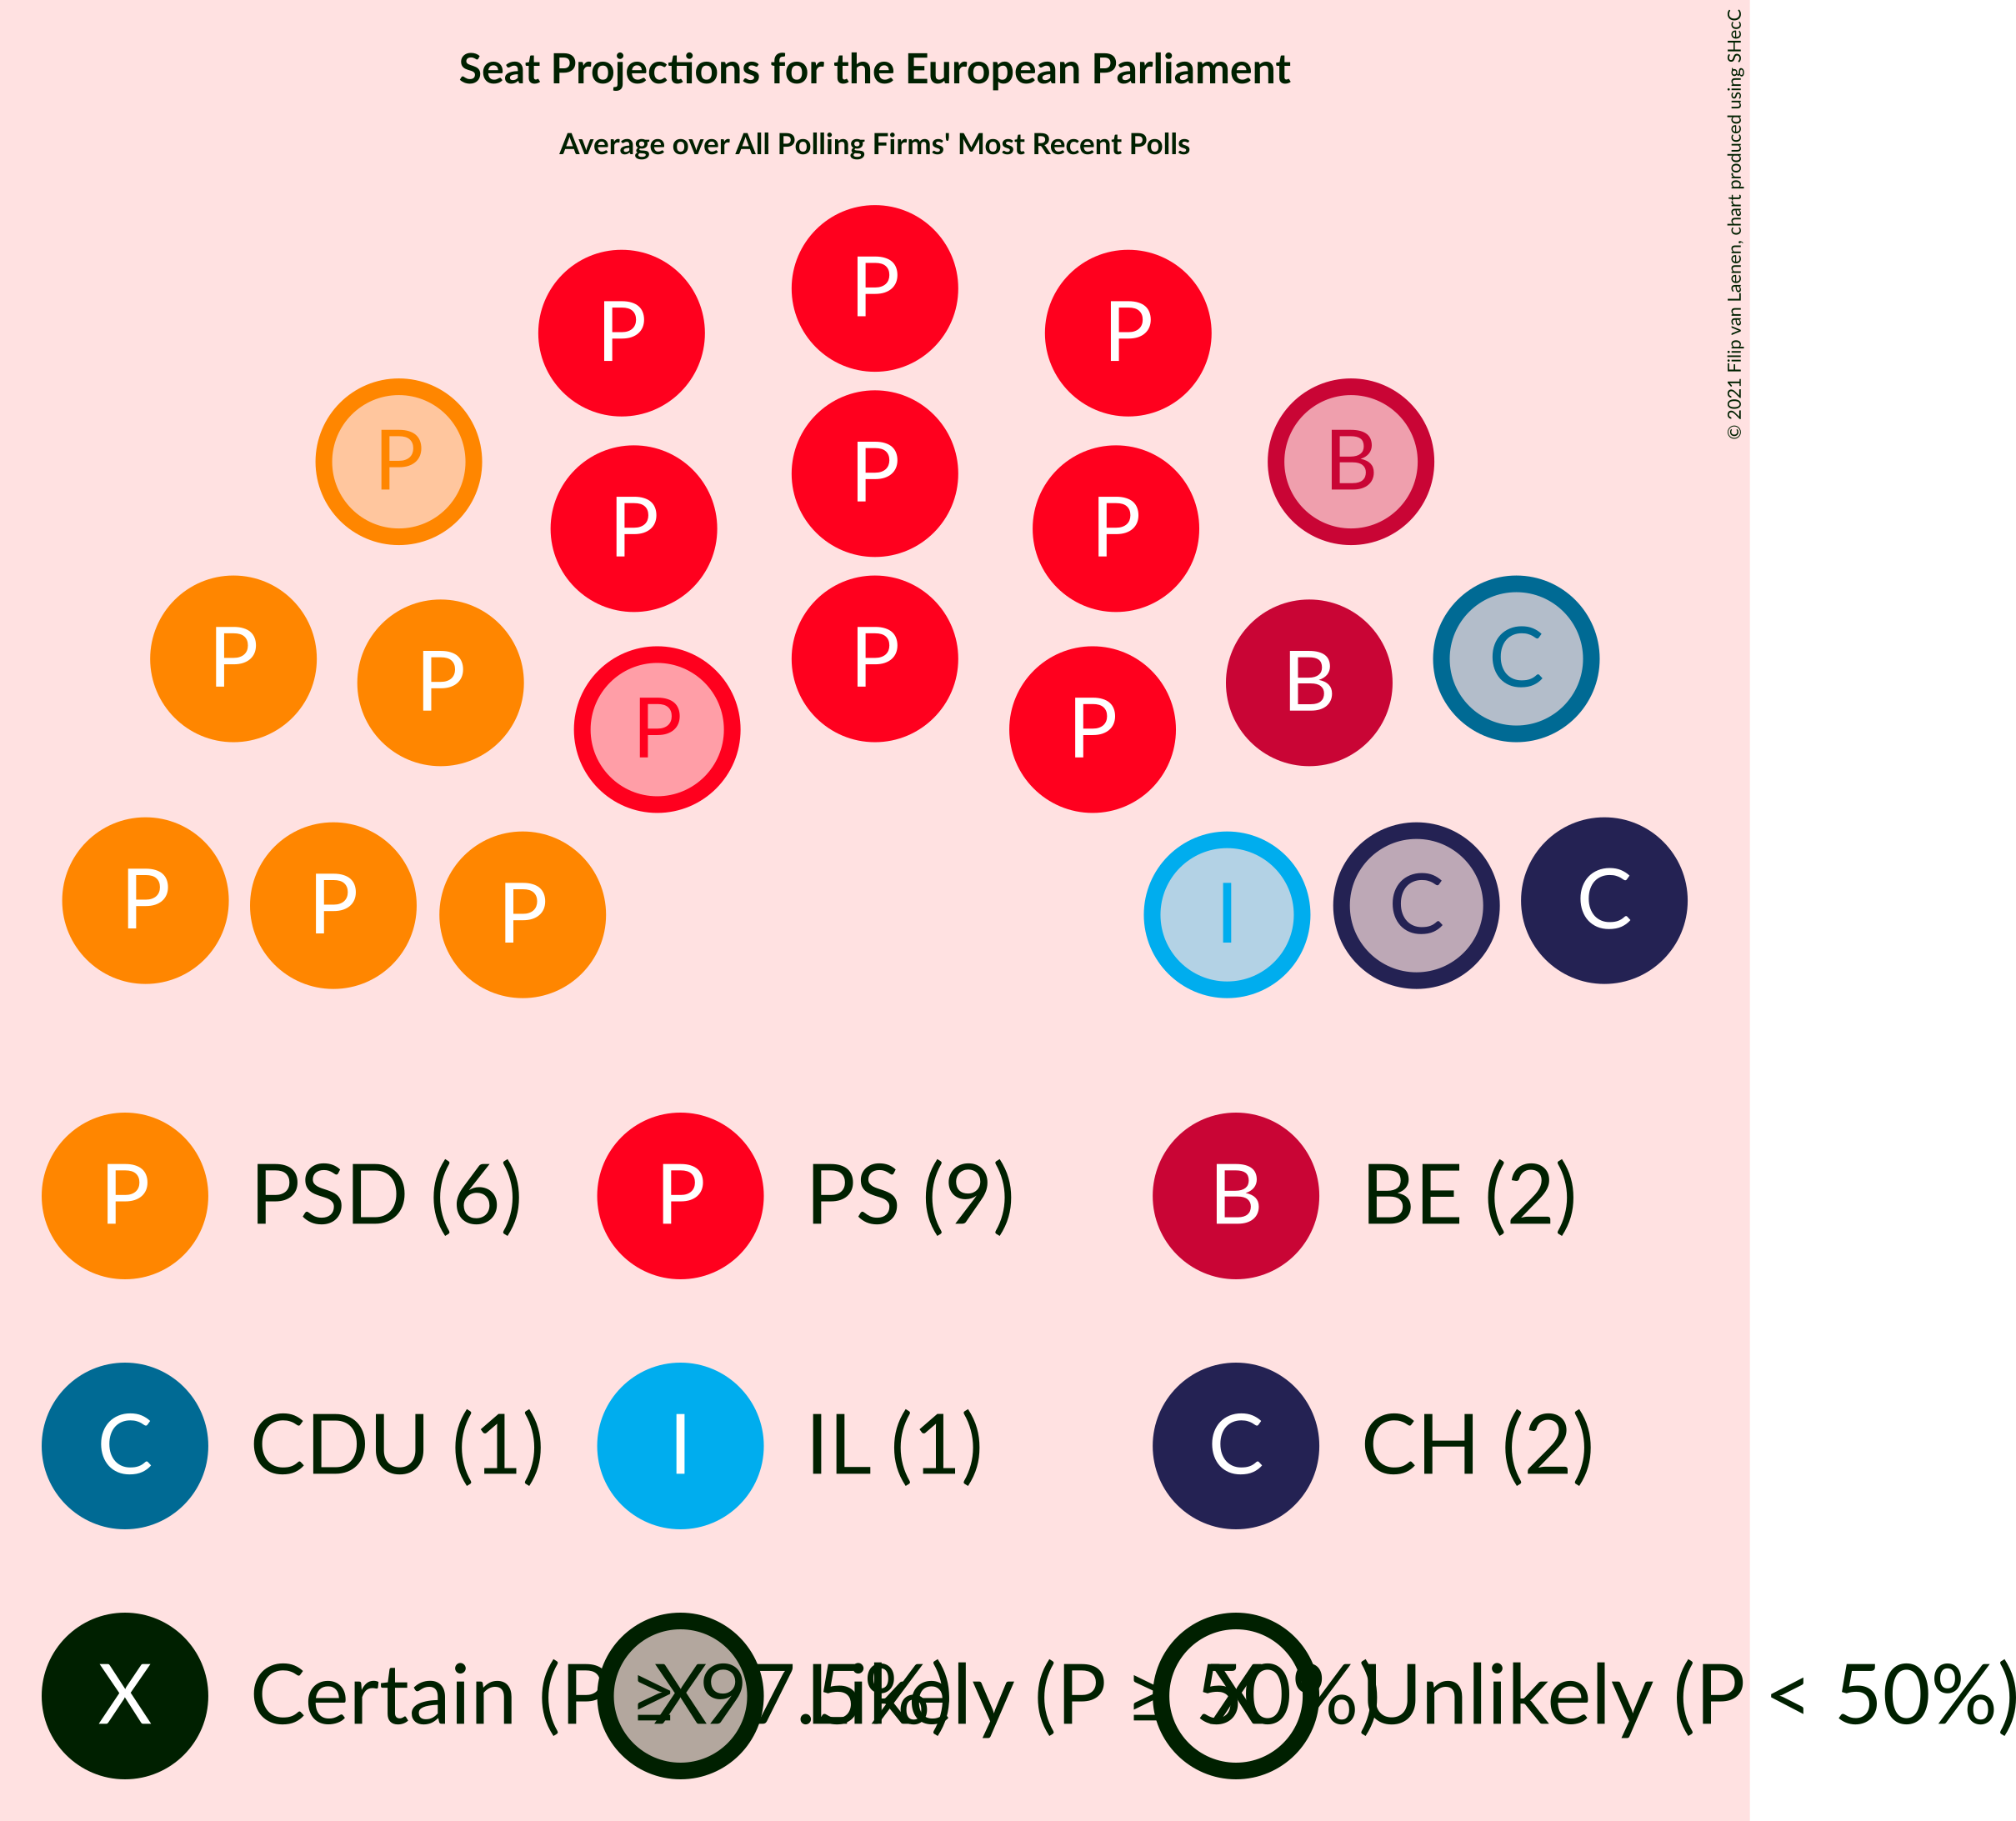 Seat Projections for the European Parliament
Average over All Polling Firms' Most Recent Polls
© 2021 Filip van Laenen, chart produced using SHecC
P
P P
P B
P
P P
P P C
P P B
P P
P P P I C C
P PSD (6) P PS (9) B BE (2)
C CDU (1) I IL (1) C CH (2)
X Certain (P ≥ 97.5%) X Likely (P ≥ 50%) X Unlikely (P < 50%)